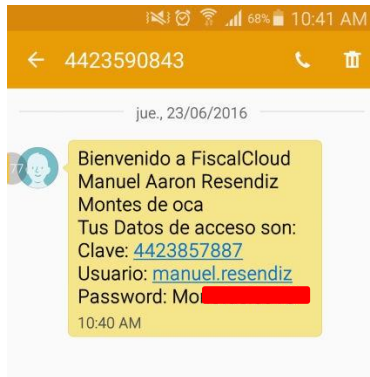 68% 10:41 AM
4423590843
jue., 23/06/2016
77
Bienvenido a FiscalCloud
Manuel Aaron Resendiz
Montes de oca
Tus Datos de acceso son:
Clave: 4423857887
Usuario: manuel.resendiz
Password: Mo
10:40 AM